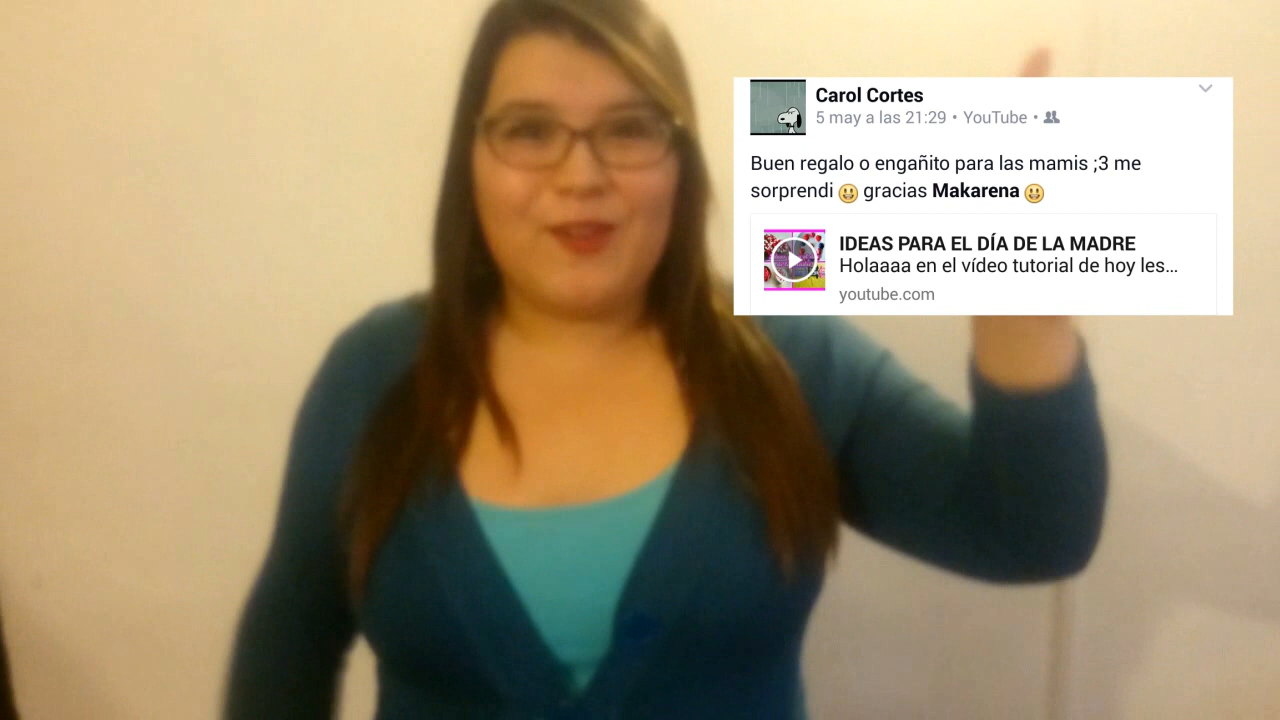 Carol Cortes
5 may a las 21:29 • YouTube •
Buen regalo o engañito para las mamis ;3 me
sorprendi 😃 gracias Makarena 😃
IDEAS PARA EL DÍA DE LA MADRE
Holaaaa en el vídeo tutorial de hoy les...
youtube.com